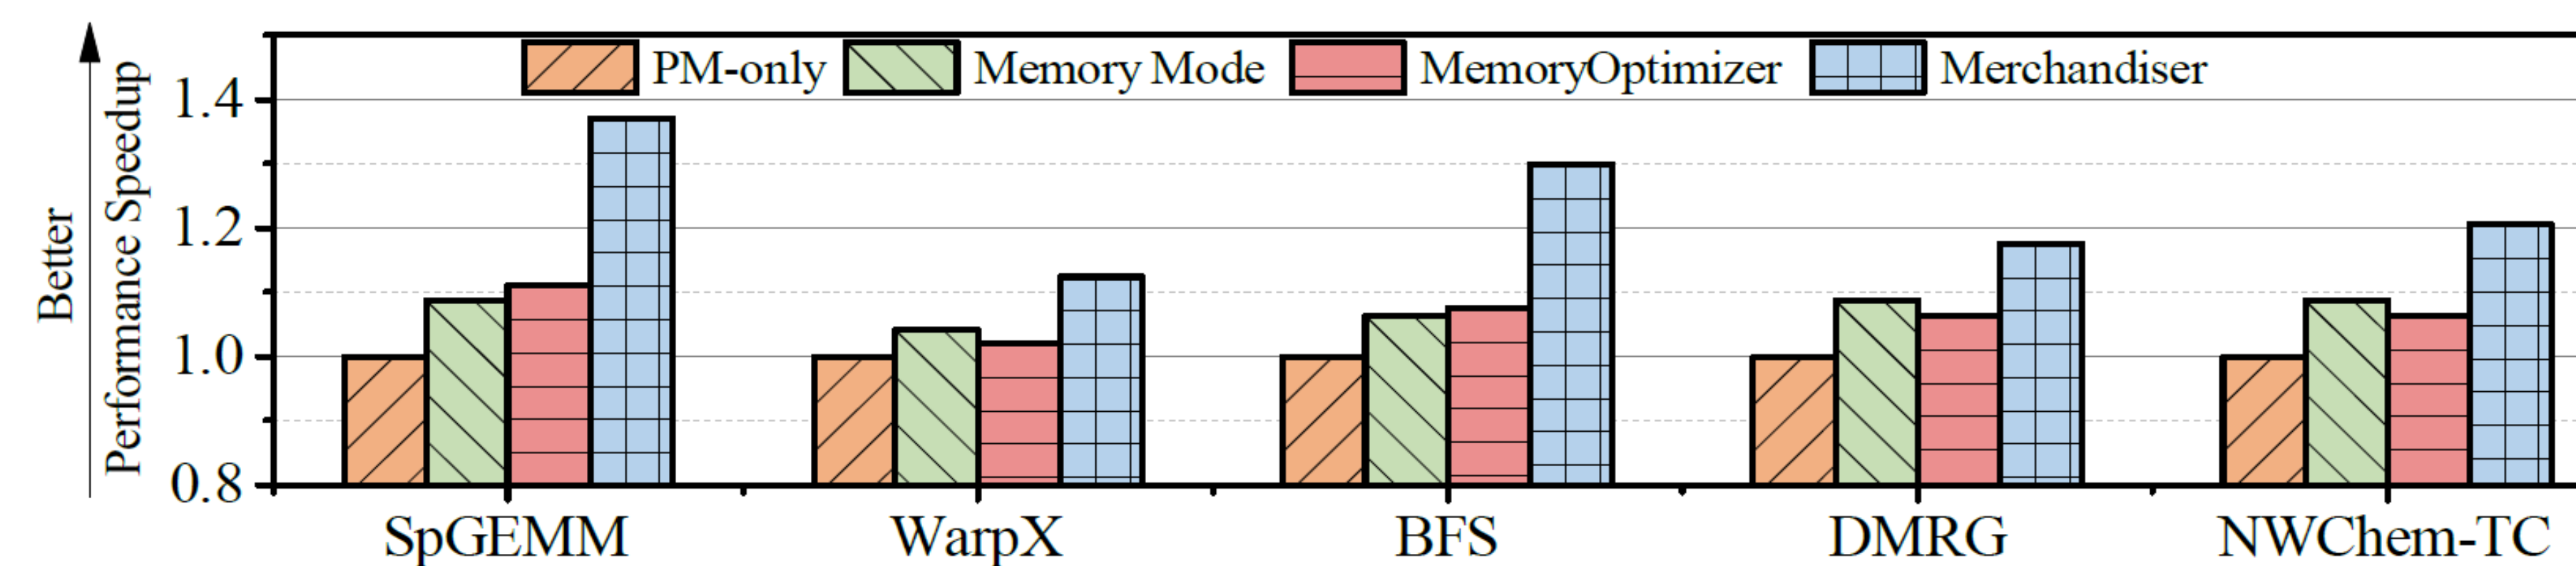 Better
Performance Speedup
PM-only Memory Mode MemoryOptimizer Merchandiser
1.4
1.2
1.0
0.8
SpGEMM WarpX BFS DMRG NWChem-TC